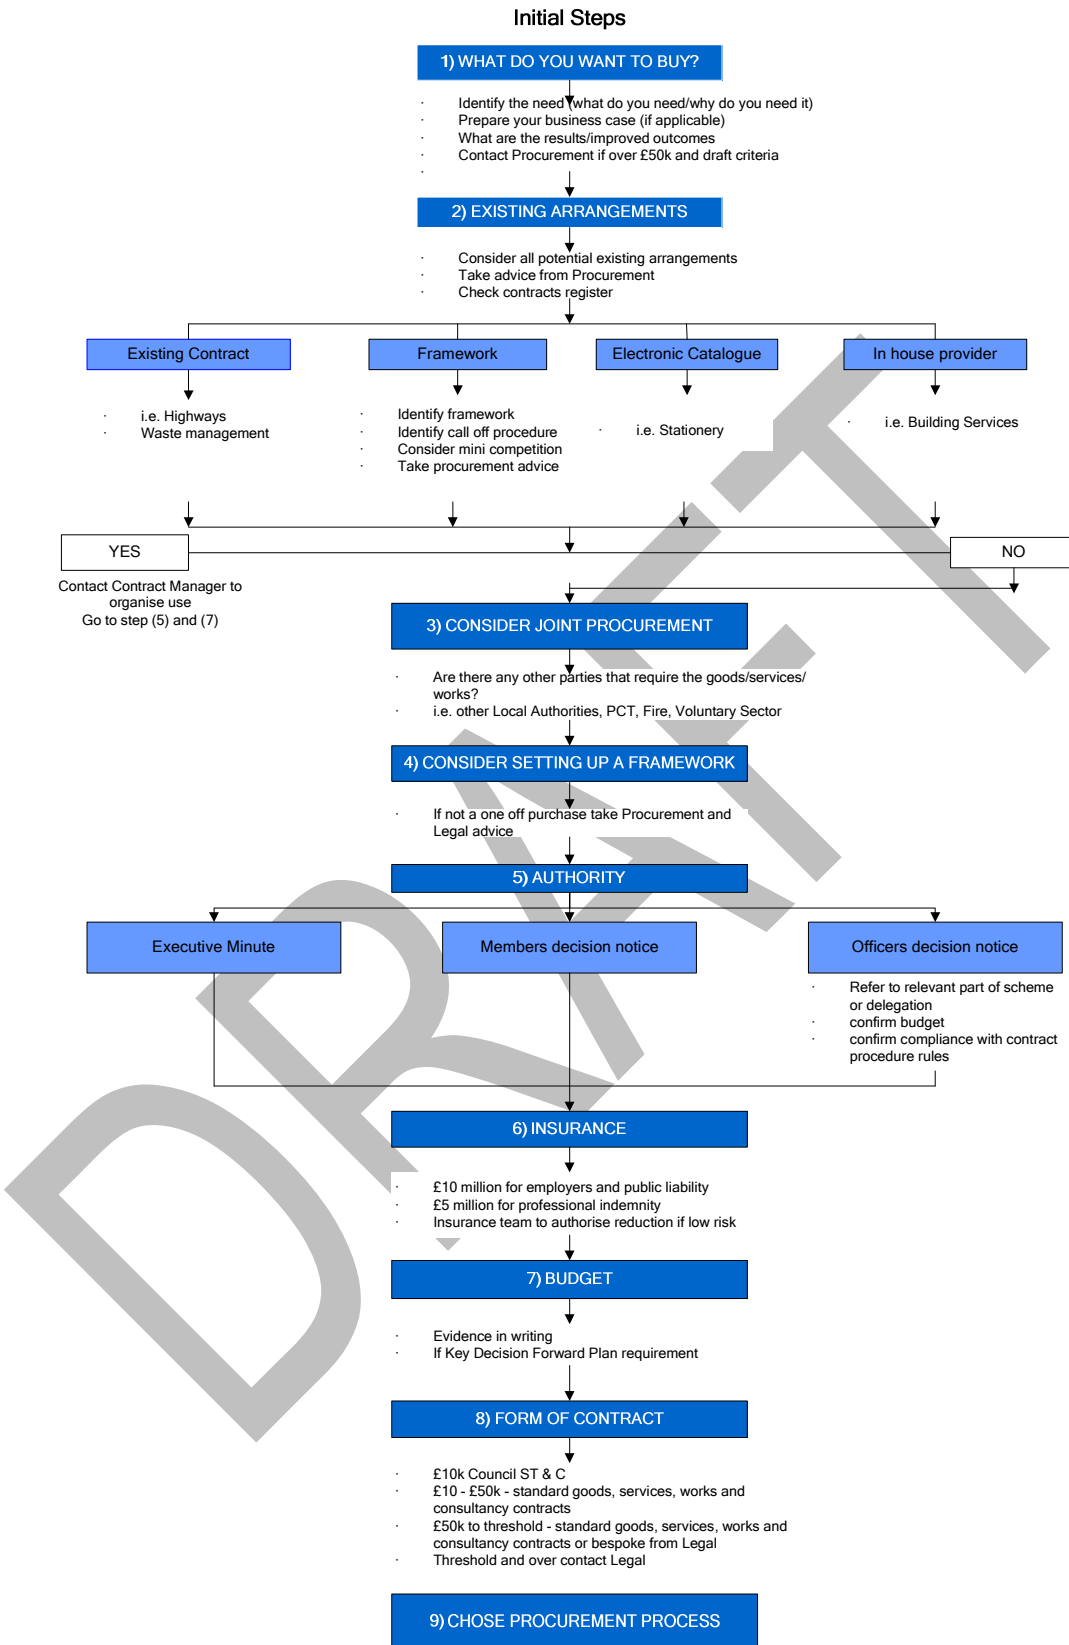 Initial Steps
1) WHAT DO YOU WANT TO BUY?
· Identify the need (what do you need/why do you need it)
· Prepare your business case (if applicable)
· What are the results/improved outcomes
· Contact Procurement if over £50k and draft criteria
·
2) EXISTING ARRANGEMENTS
· Consider all potential existing arrangements
· Take advice from Procurement
· Check contracts register
Existing Contract
Framework
Electronic Catalogue
In house provider
· i.e. Highways
· Waste management
· Identify framework
· Identify call off procedure
· Consider mini competition
· Take procurement advice
· i.e. Stationery
· i.e. Building Services
YES
NO
Contact Contract Manager to
organise use
Go to step (5) and (7)
3) CONSIDER JOINT PROCUREMENT
· Are there any other parties that require the goods/services/
works?
· i.e. other Local Authorities, PCT, Fire, Voluntary Sector
4) CONSIDER SETTING UP A FRAMEWORK
· If not a one off purchase take Procurement and
Legal advice
5) AUTHORITY
Executive Minute
Members decision notice
Officers decision notice
· Refer to relevant part of scheme
or delegation
· confirm budget
· confirm compliance with contract
procedure rules
6) INSURANCE
· £10 million for employers and public liability
· £5 million for professional indemnity
· Insurance team to authorise reduction if low risk
7) BUDGET
· Evidence in writing
· If Key Decision Forward Plan requirement
8) FORM OF CONTRACT
· £10k Council ST & C
· £10 - £50k - standard goods, services, works and
consultancy contracts
· £50k to threshold - standard goods, services, works and
consultancy contracts or bespoke from Legal
· Threshold and over contact Legal
9) CHOSE PROCUREMENT PROCESS
DRAFT